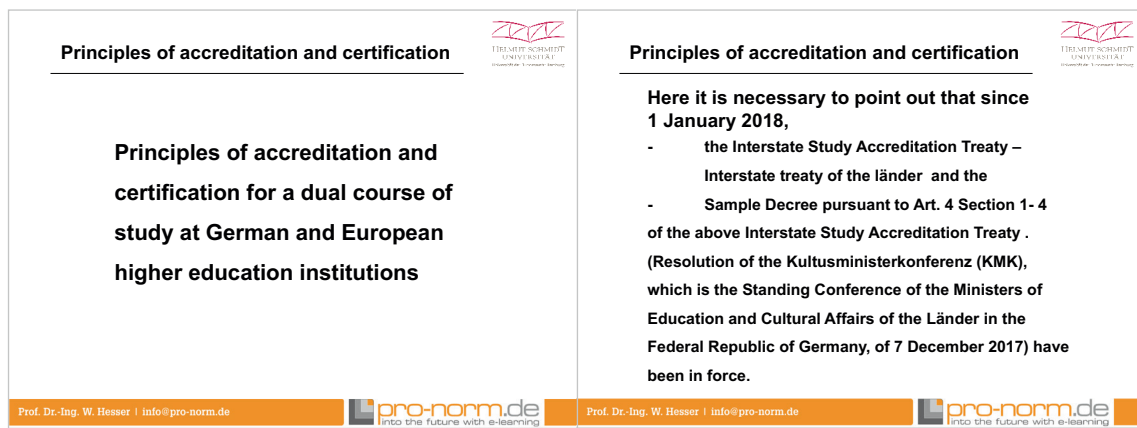 Principles of accreditation and certification
HELMUT SCHMIDT
UNIVERSITÄT
Principles of accreditation and
certification for a dual course of
study at German and European
higher education institutions
Prof. Dr.-Ing. W. Hesser | info@pro-norm.de
pro-norm.de
into the future with e-learning
Principles of accreditation and certification
HELMUT SCHMIDT
UNIVERSITÄT
Here it is necessary to point out that since
1 January 2018,
- the Interstate Study Accreditation Treaty –
Interstate treaty of the länder and the
- Sample Decree pursuant to Art. 4 Section 1- 4
of the above Interstate Study Accreditation Treaty .
(Resolution of the Kultusministerkonferenz (KMK),
which is the Standing Conference of the Ministers of
Education and Cultural Affairs of the Länder in the
Federal Republic of Germany, of 7 December 2017) have
been in force.
Prof. Dr.-Ing. W. Hesser | info@pro-norm.de
pro-norm.de
into the future with e-learning